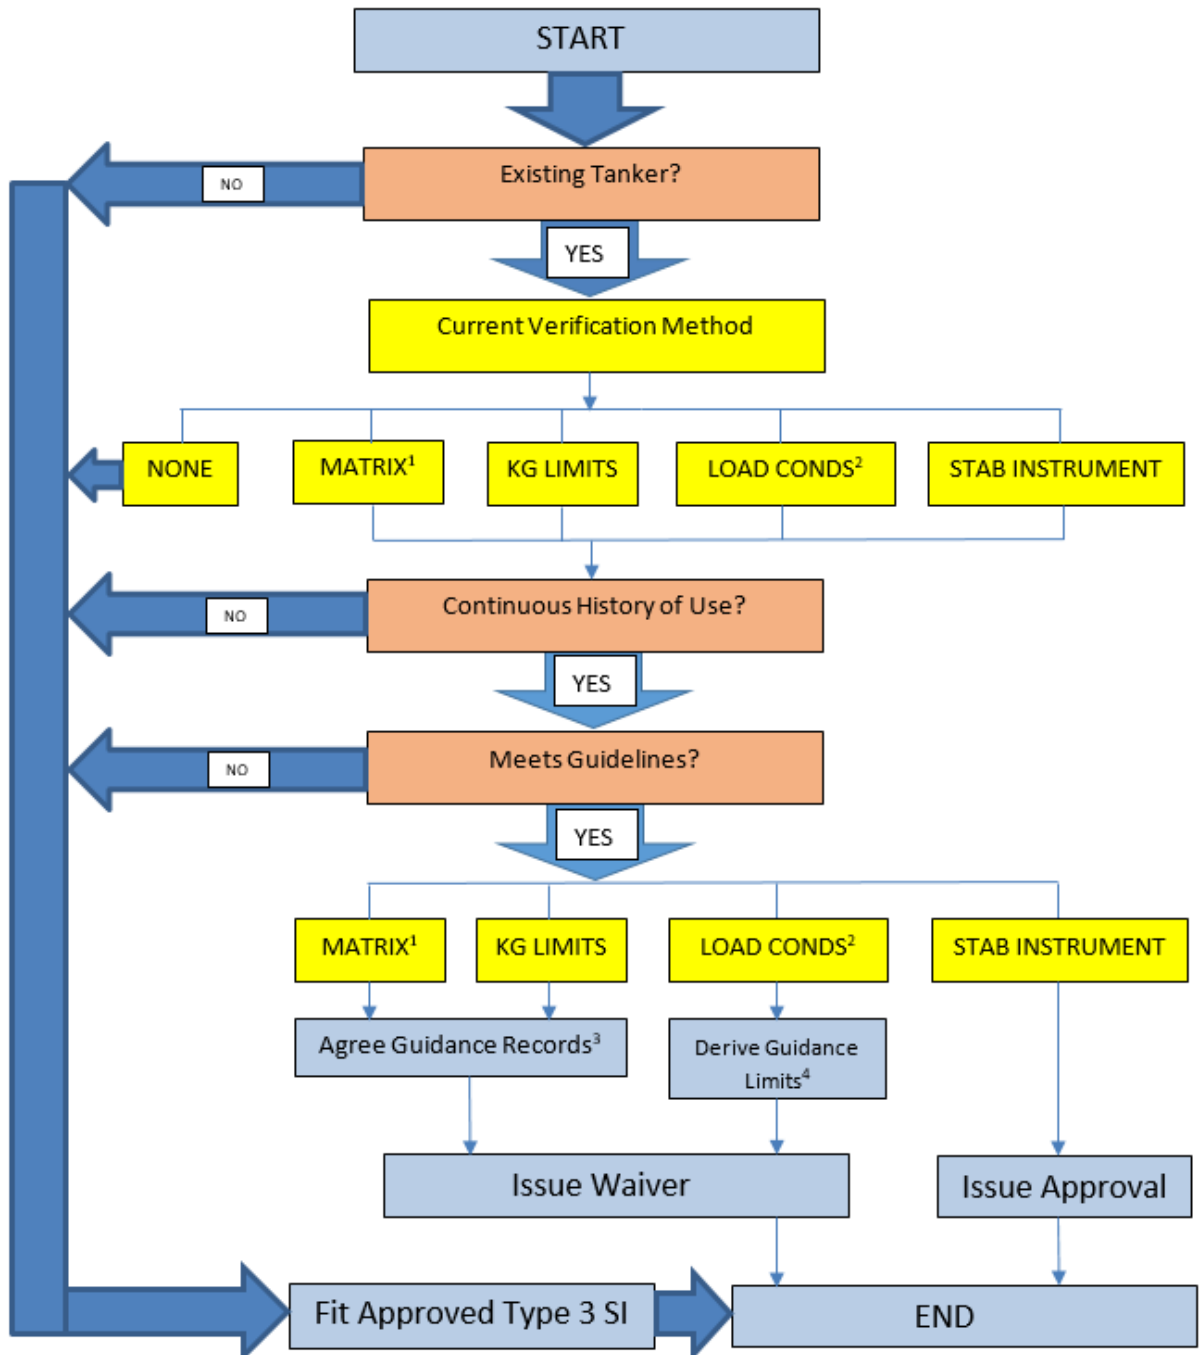 START
Existing Tanker?
NO
YES
Current Verification Method
NONE
MATRIX¹
KG LIMITS
LOAD CONDS²
STAB INSTRUMENT
Continuous History of Use?
NO
YES
Meets Guidelines?
NO
YES
MATRIX¹
KG LIMITS
LOAD CONDS²
STAB INSTRUMENT
Agree Guidance Records³
Derive Guidance
Limits⁴
Issue Waiver
Issue Approval
Fit Approved Type 3 SI
END